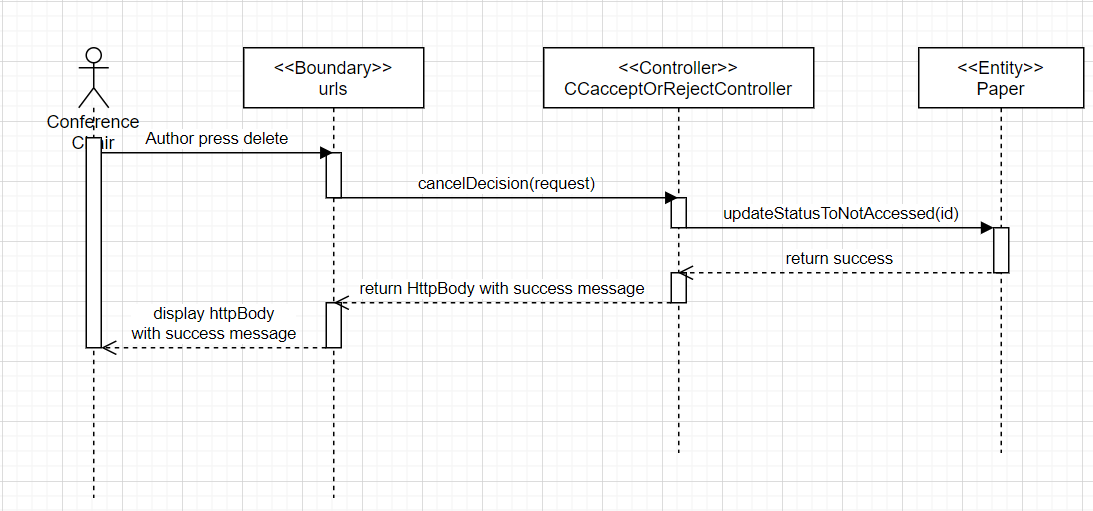 <<Boundary>>
urls
<<Controller>>
CCacceptOrRejectController
<<Entity>>
Paper
Conference
Chair
Author press delete
cancelDecision(request)
updateStatusToNotAccessed(id)
return success
return HttpBody with success message
display httpBody
with success message